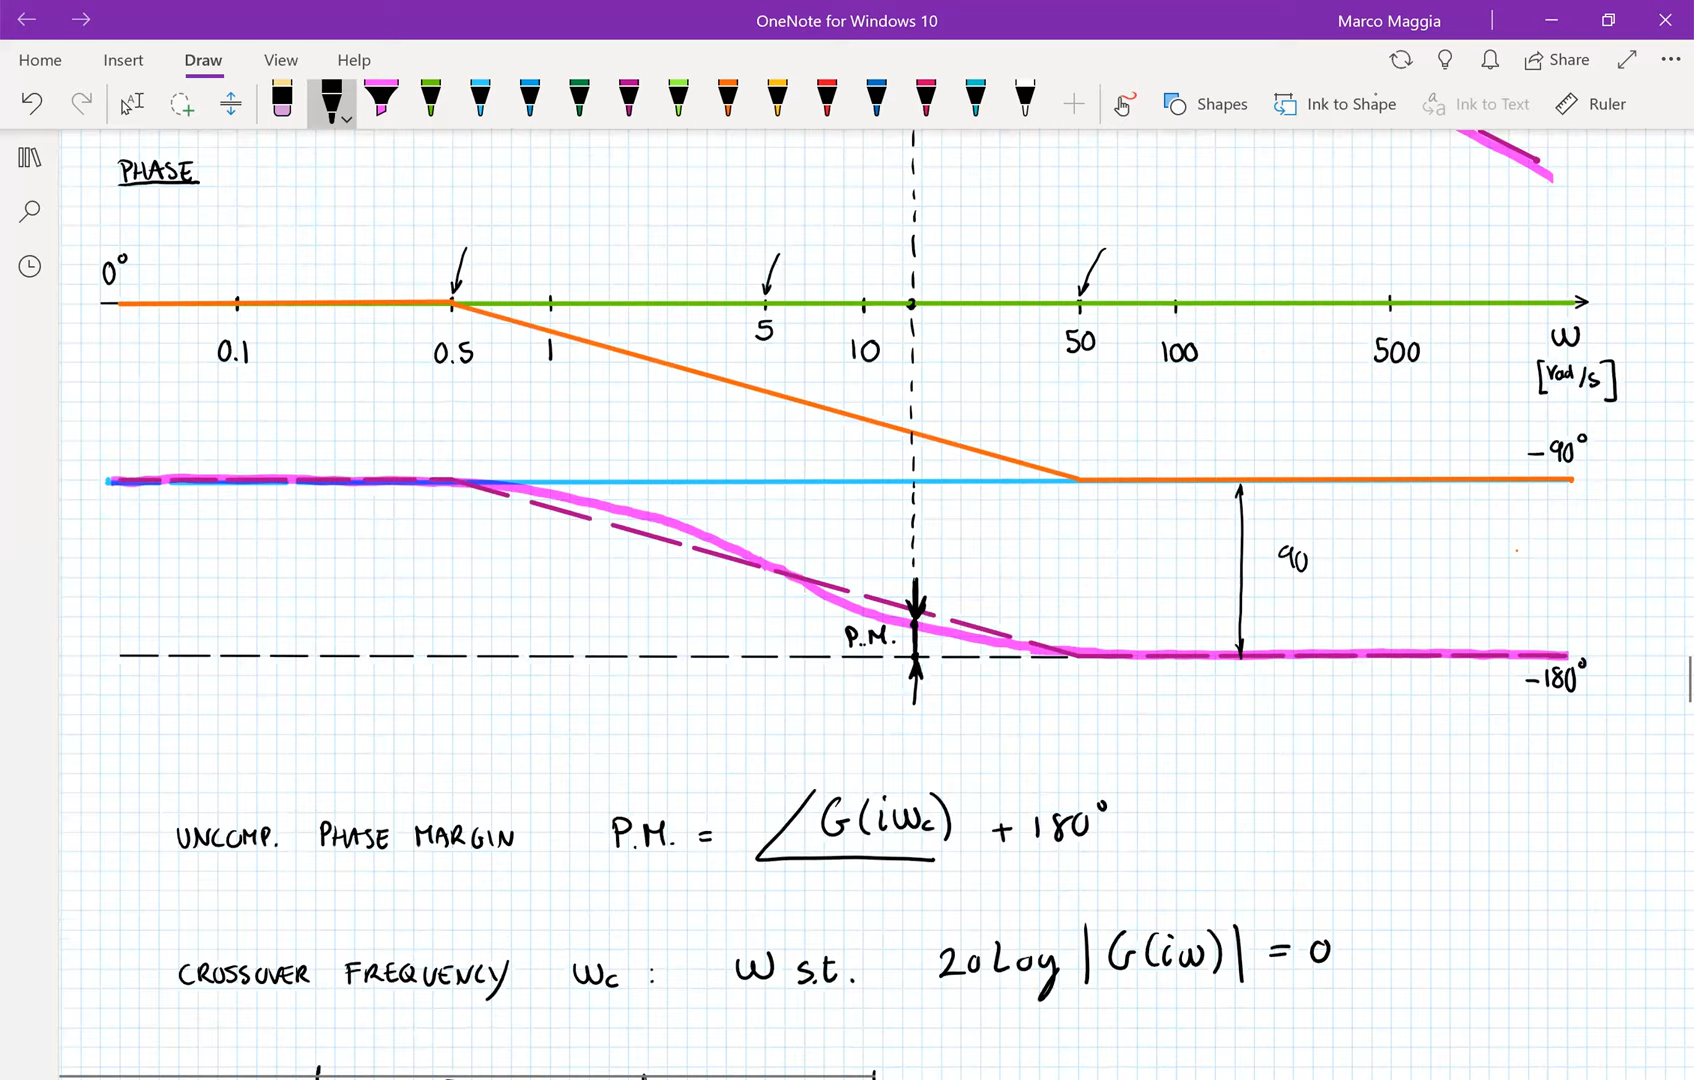 OneNote for Windows 10
Marco Maggia
Home Insert Draw View Help
Share
Shapes
Ink to Shape
Ink to Text
Ruler
PHASE
0°
0.1 0.5 1 5 10 50 100 500 ω
[rad/s]
-90°
90
P.M.
-180°
UNCOMP. PHASE MARGIN P.M. = ∠G(iωc) + 180°
CROSSOVER FREQUENCY ωc : ω s.t. 20 Log |G(iω)| = 0